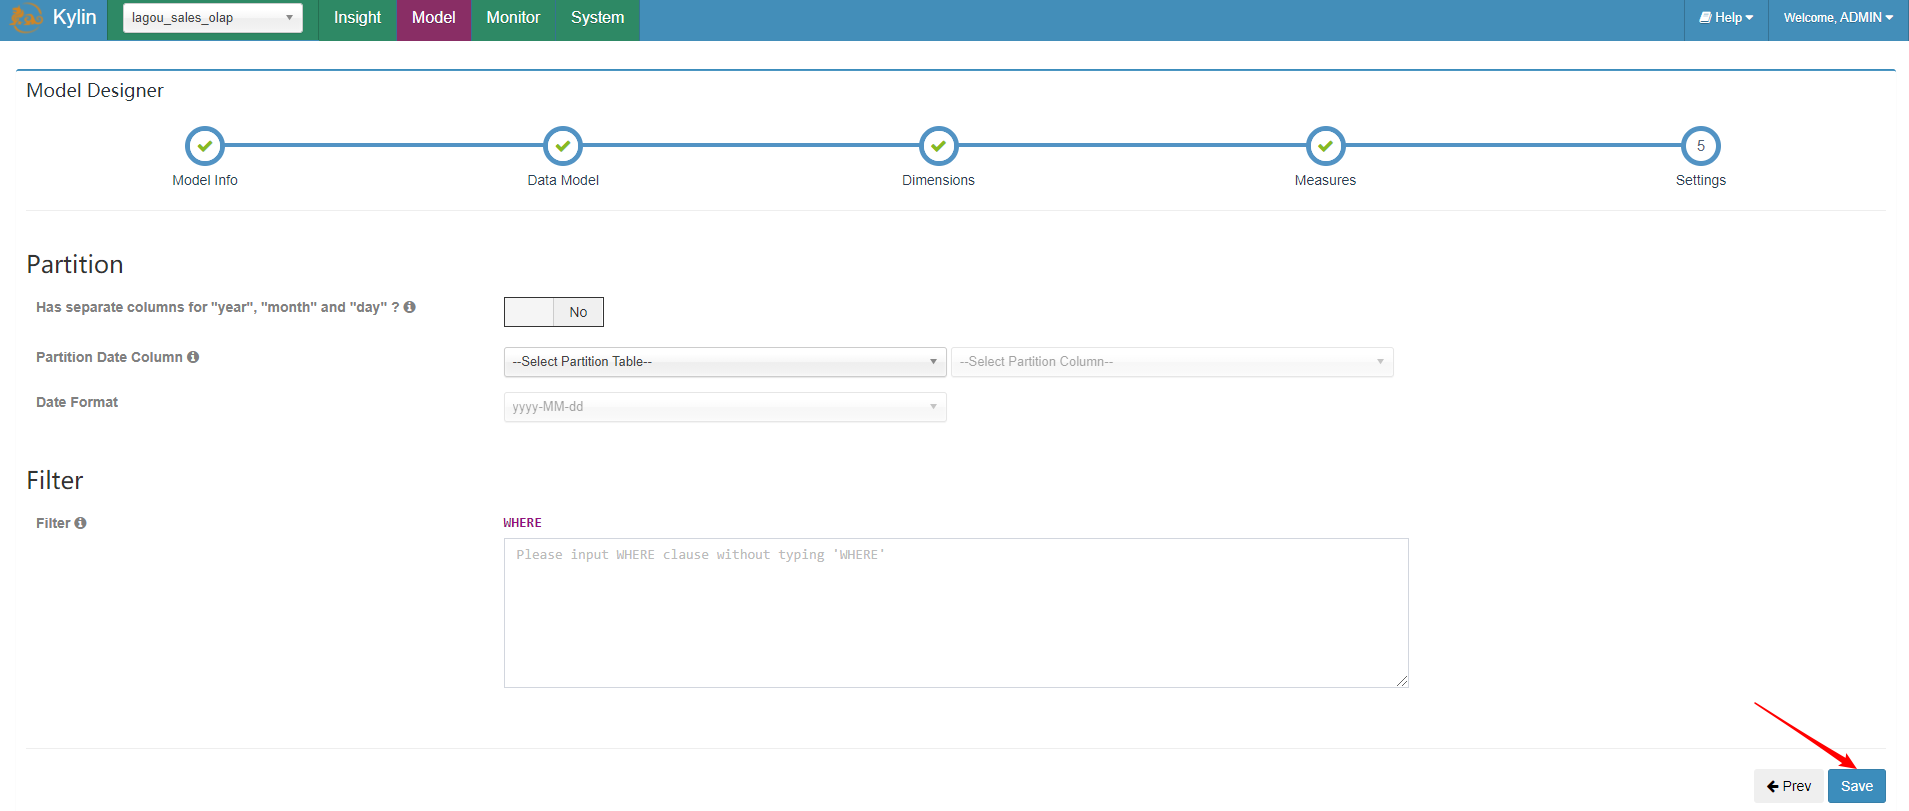 Kylin
lagou_sales_olap
Insight
Model
Monitor
System
Help
Welcome, ADMIN
Model Designer
5
Model Info
Data Model
Dimensions
Measures
Settings
Partition
Has separate columns for "year", "month" and "day" ?
No
Partition Date Column
--Select Partition Table--
--Select Partition Column--
Date Format
yyyy-MM-dd
Filter
Filter
WHERE
Please input WHERE clause without typing 'WHERE'
Prev
Save